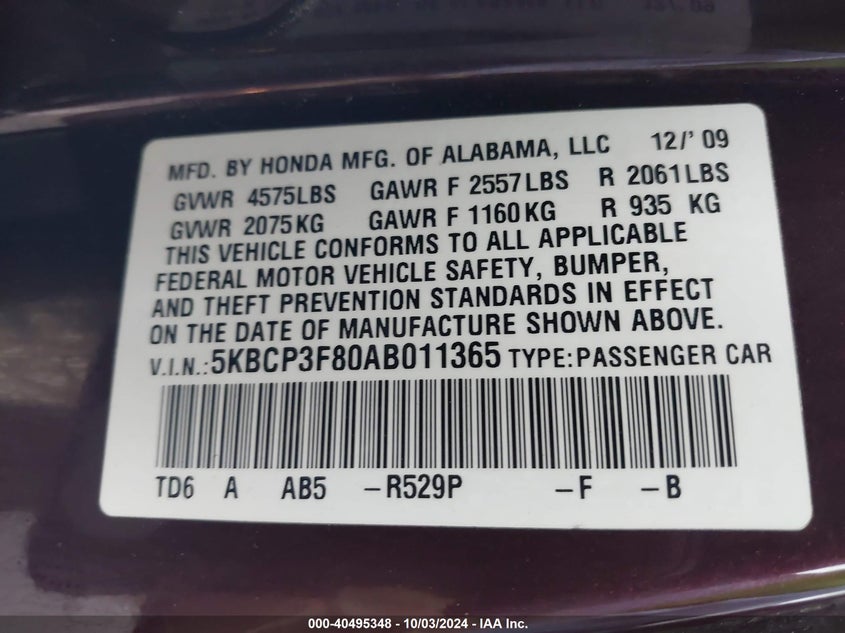 MFD. BY HONDA MFG. OF ALABAMA, LLC 12/' 09
GVWR 4575LBS GAWR F 2557LBS R 2061LBS
GVWR 2075KG GAWR F 1160KG R 935 KG
THIS VEHICLE CONFORMS TO ALL APPLICABLE
FEDERAL MOTOR VEHICLE SAFETY, BUMPER,
AND THEFT PREVENTION STANDARDS IN EFFECT
ON THE DATE OF MANUFACTURE SHOWN ABOVE.
V.I.N.:5KBCP3F80AB011365 TYPE:PASSENGER CAR
TD6 A AB5 -R529P -F -B
000-40495348 - 10/03/2024 - IAA Inc.